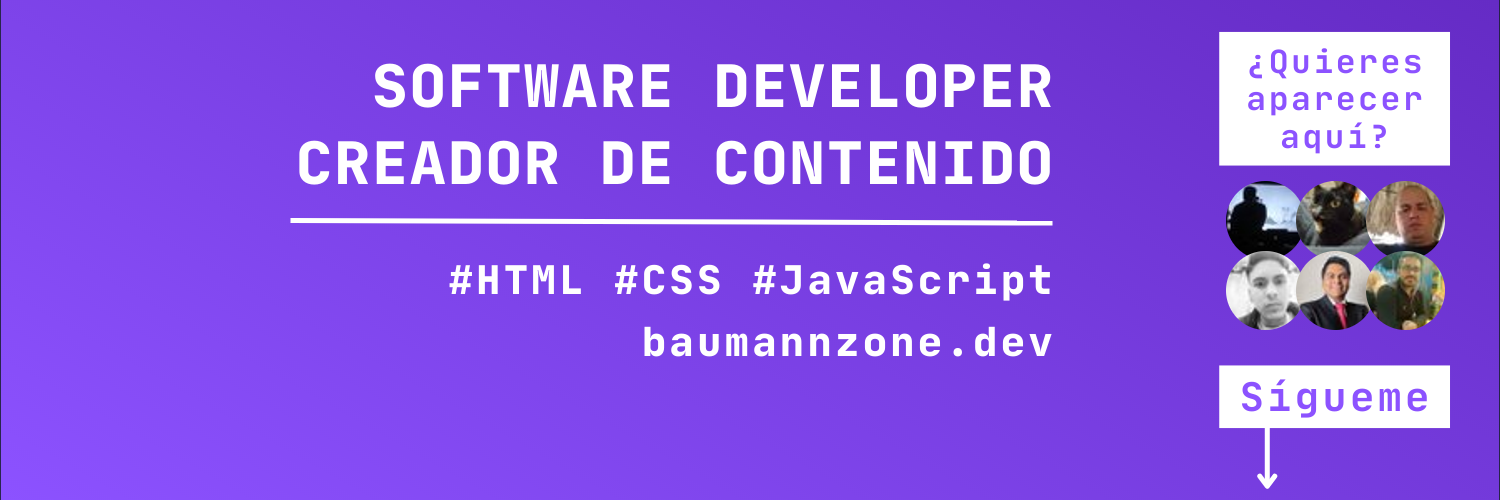 SOFTWARE DEVELOPER
CREADOR DE CONTENIDO
#HTML #CSS #JavaScript
baumannzone.dev
¿Quieres
aparecer
aquí?
Sígueme